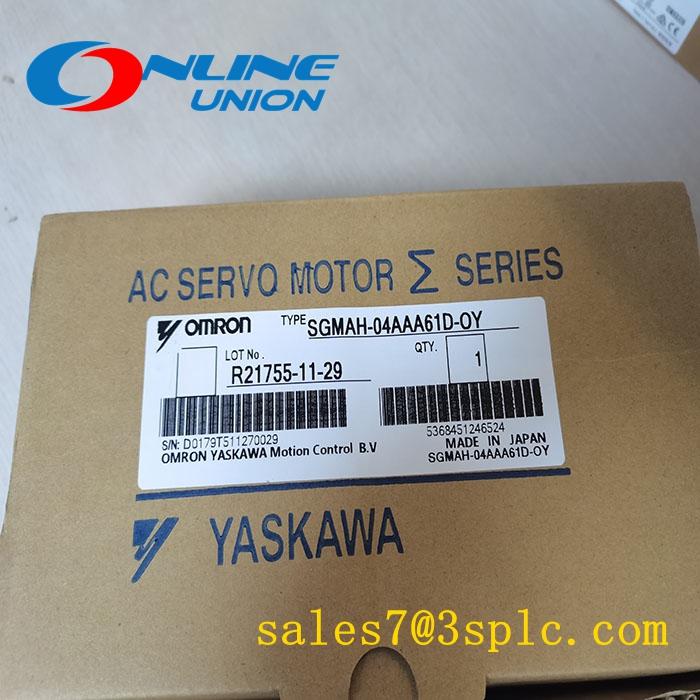 ONLINE
UNION
AC SERVO MOTOR Σ SERIES
OMRON TYPE SGMAH-04AAA61D-OY
LOT No. QTY.
R21755-11-29 1
S/N: D0179T511270029 5368451246524
OMRON YASKAWA Motion Control B.V MADE IN JAPAN
SGMAH-04AAA61D-OY
YASKAWA
sales7@3splc.com